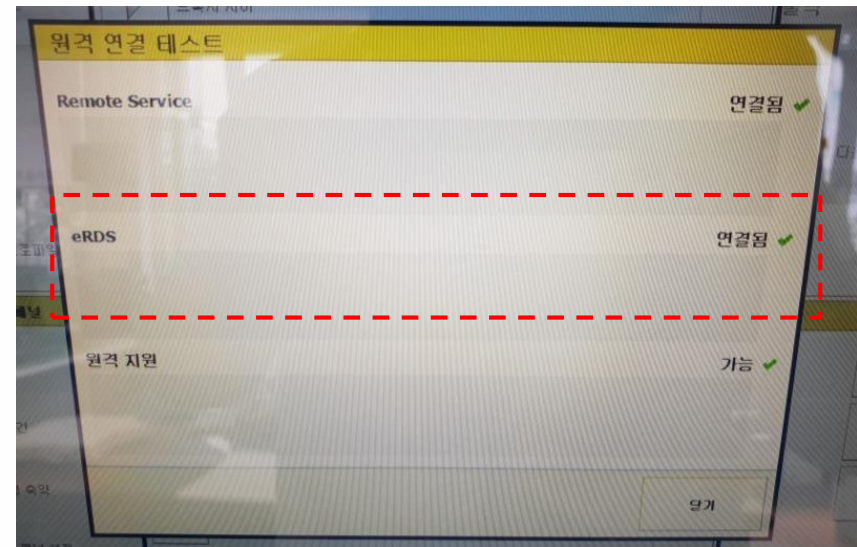 원격 연결 테스트
Remote Service 연결됨
eRDS 연결됨
원격 지원 가능
닫기